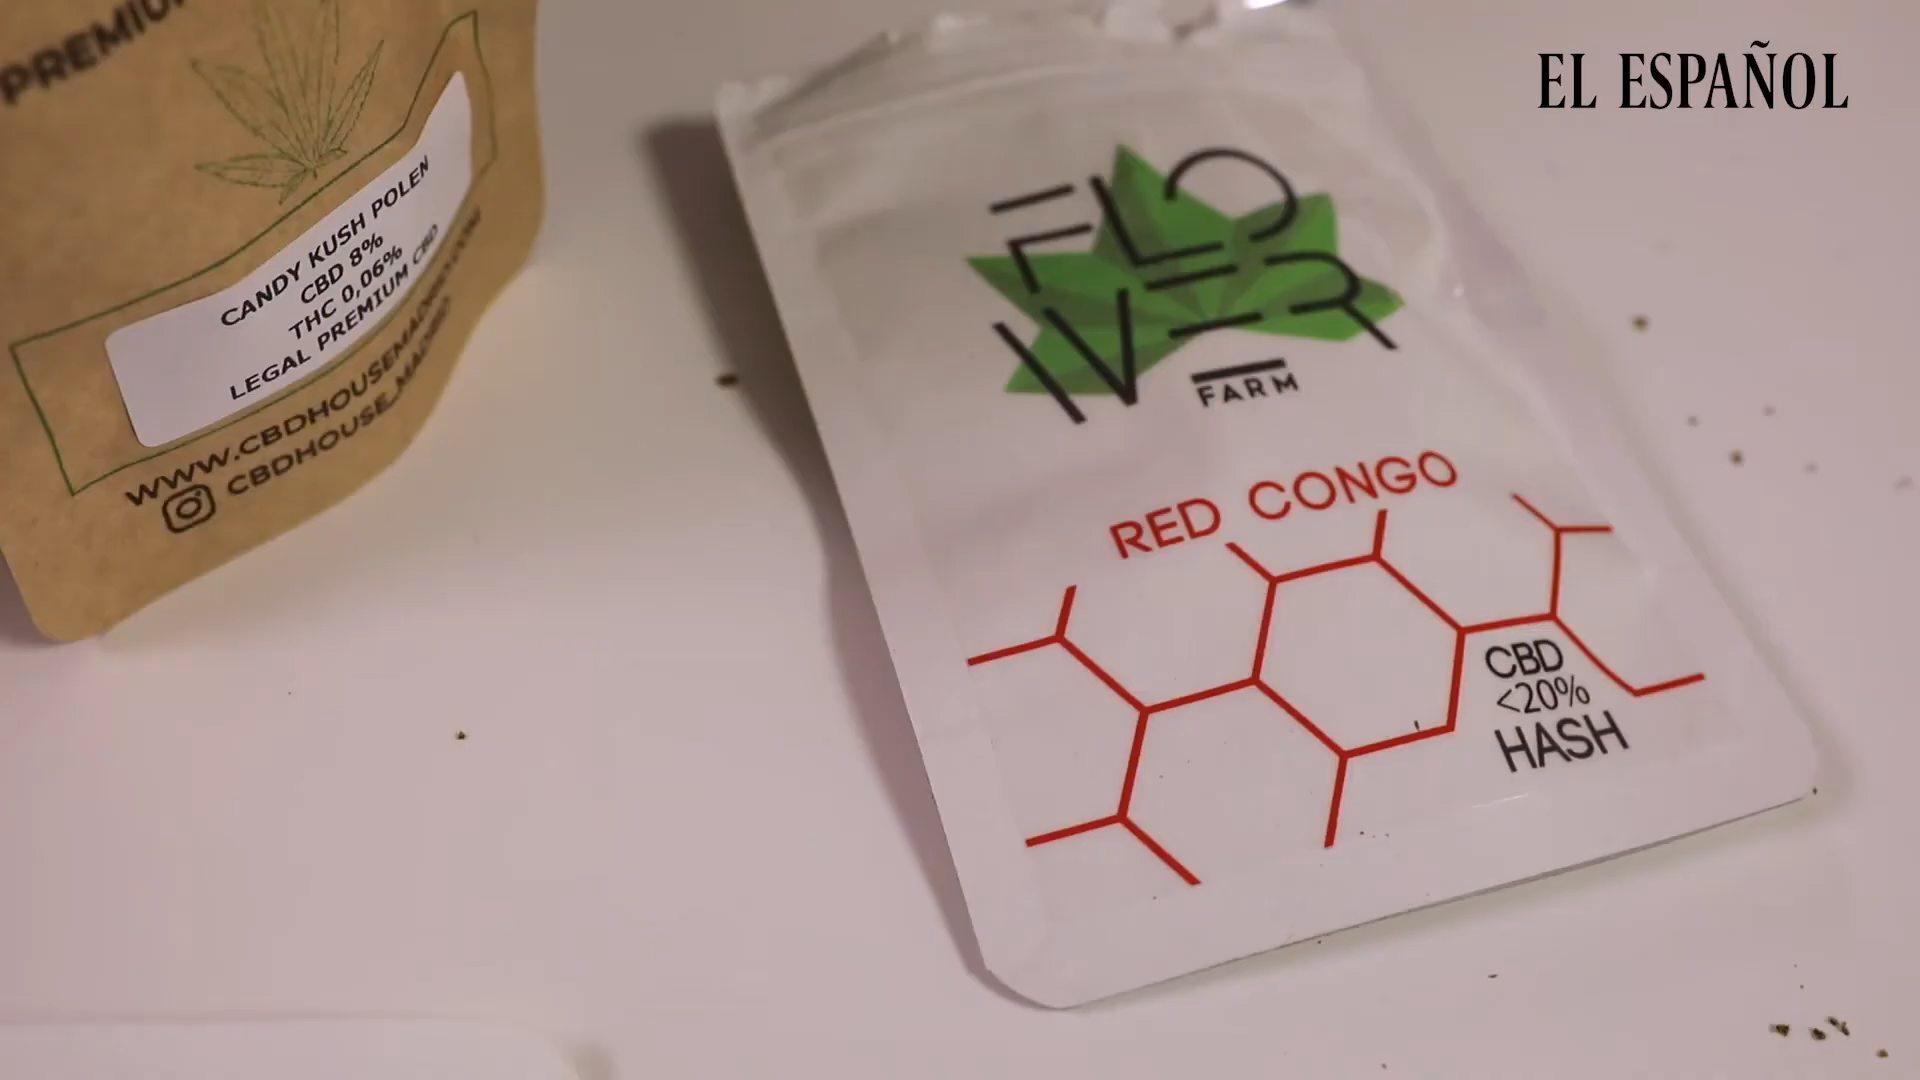 PREMIUM
CANDY KUSH POLEN
CBD 8%
THC 0,06%
LEGAL PREMIUM CBD
WWW.CBDHOUSEMADRID.COM
CBDHOUSE_MADRID
FLO
WER
FARM
RED CONGO
CBD
<20%
HASH
EL ESPAÑOL